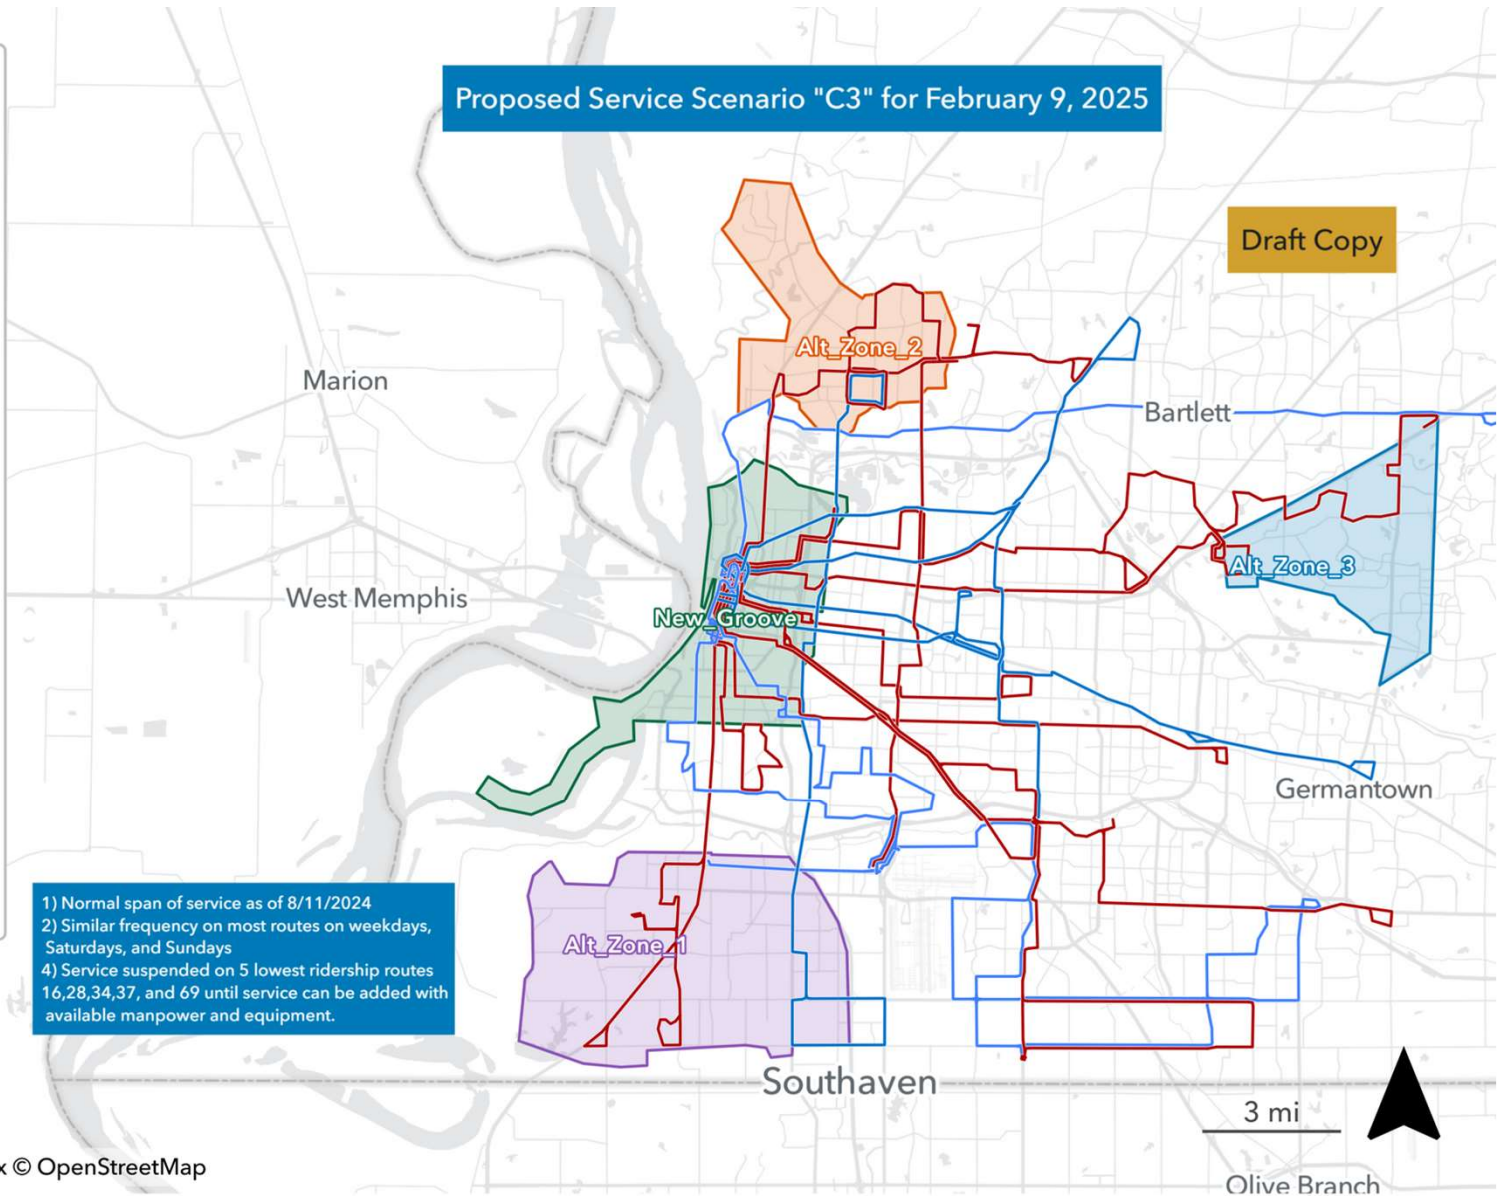 Proposed Service Scenario "C3" for February 9, 2025
Draft Copy
Alt_Zone_2
Marion
Bartlett
Alt_Zone_3
West Memphis
New_Groove
Germantown
1) Normal span of service as of 8/11/2024
2) Similar frequency on most routes on weekdays,
Saturdays, and Sundays
4) Service suspended on 5 lowest ridership routes
16,28,34,37, and 69 until service can be added with
available manpower and equipment.
Alt_Zone_1
Southaven
3 mi
x © OpenStreetMap
Olive Branch